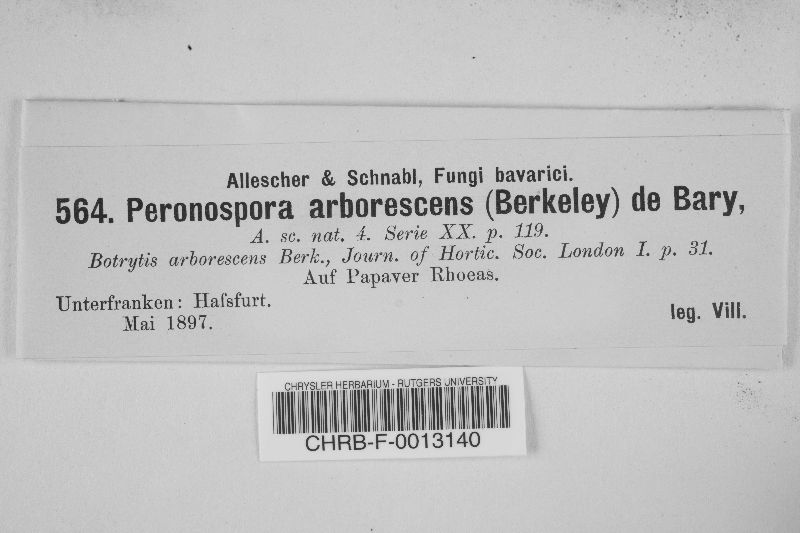 Allescher & Schnabl, Fungi bavarici.
564. Peronospora arborescens (Berkeley) de Bary,
A. sc. nat. 4. Serie XX. p. 119.
Botrytis arborescens Berk., Journ. of Hortic. Soc. London I. p. 31.
Auf Papaver Rhoeas.
Unterfranken: Haſsfurt.
Mai 1897.
leg. Vill.
CHRYSLER HERBARIUM - RUTGERS UNIVERSITY
CHRB-F-0013140